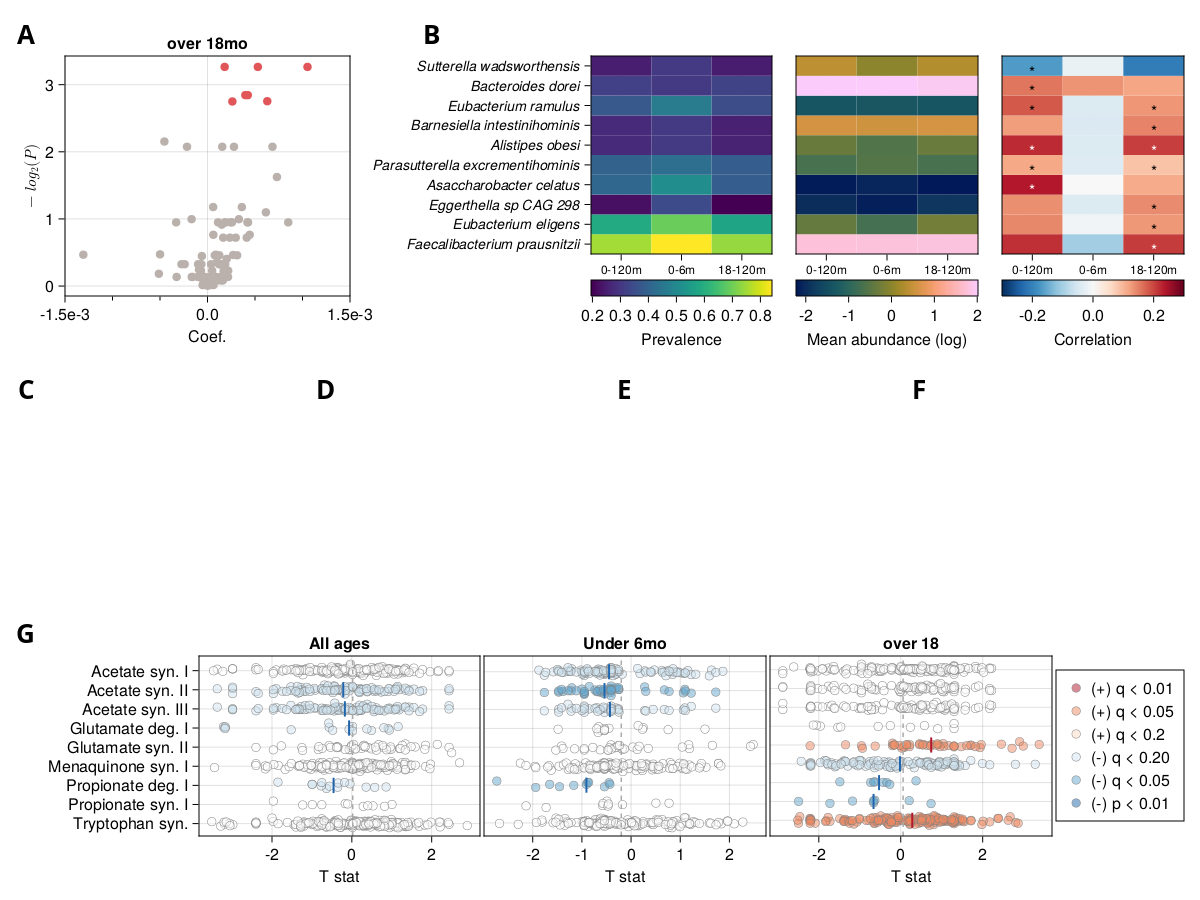 A
over 18mo
3
2
1
0
− log₂(P)
-1.5e-3
0.0
1.5e-3
Coef.
B
Sutterella wadsworthensis
Bacteroides dorei
Eubacterium ramulus
Barnesiella intestinihominis
Alistipes obesi
Parasutterella excrementihominis
Asaccharobacter celatus
Eggerthella sp CAG 298
Eubacterium eligens
Faecalibacterium prausnitzii
0-120m 0-6m 18-120m
0.2 0.3 0.4 0.5 0.6 0.7 0.8
Prevalence
0-120m 0-6m 18-120m
-2 -1 0 1 2
Mean abundance (log)
* * * * * * * * * * * * *
0-120m 0-6m 18-120m
-0.2 0.0 0.2
Correlation
C
D
E
F
G
All ages
Under 6mo
over 18
Acetate syn. I
Acetate syn. II
Acetate syn. III
Glutamate deg. I
Glutamate syn. II
Menaquinone syn. I
Propionate deg. I
Propionate syn. I
Tryptophan syn.
-2 0 2
T stat
-2 -1 0 1 2
T stat
-2 0 2
T stat
(+) q < 0.01
(+) q < 0.05
(+) q < 0.2
(-) q < 0.20
(-) q < 0.05
(-) p < 0.01